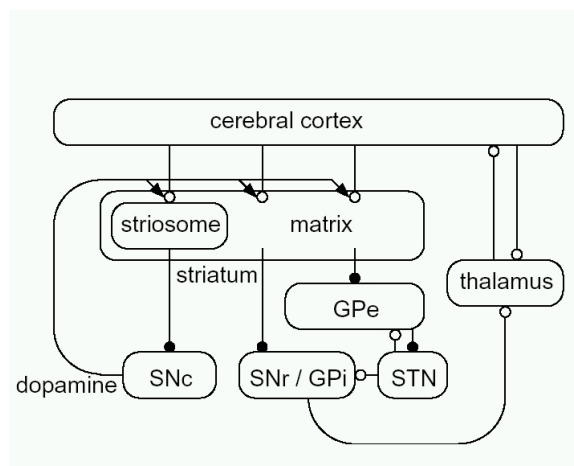 cerebral cortex
striosome
matrix
striatum
thalamus
GPe
dopamine
SNc
SNr / GPi
STN